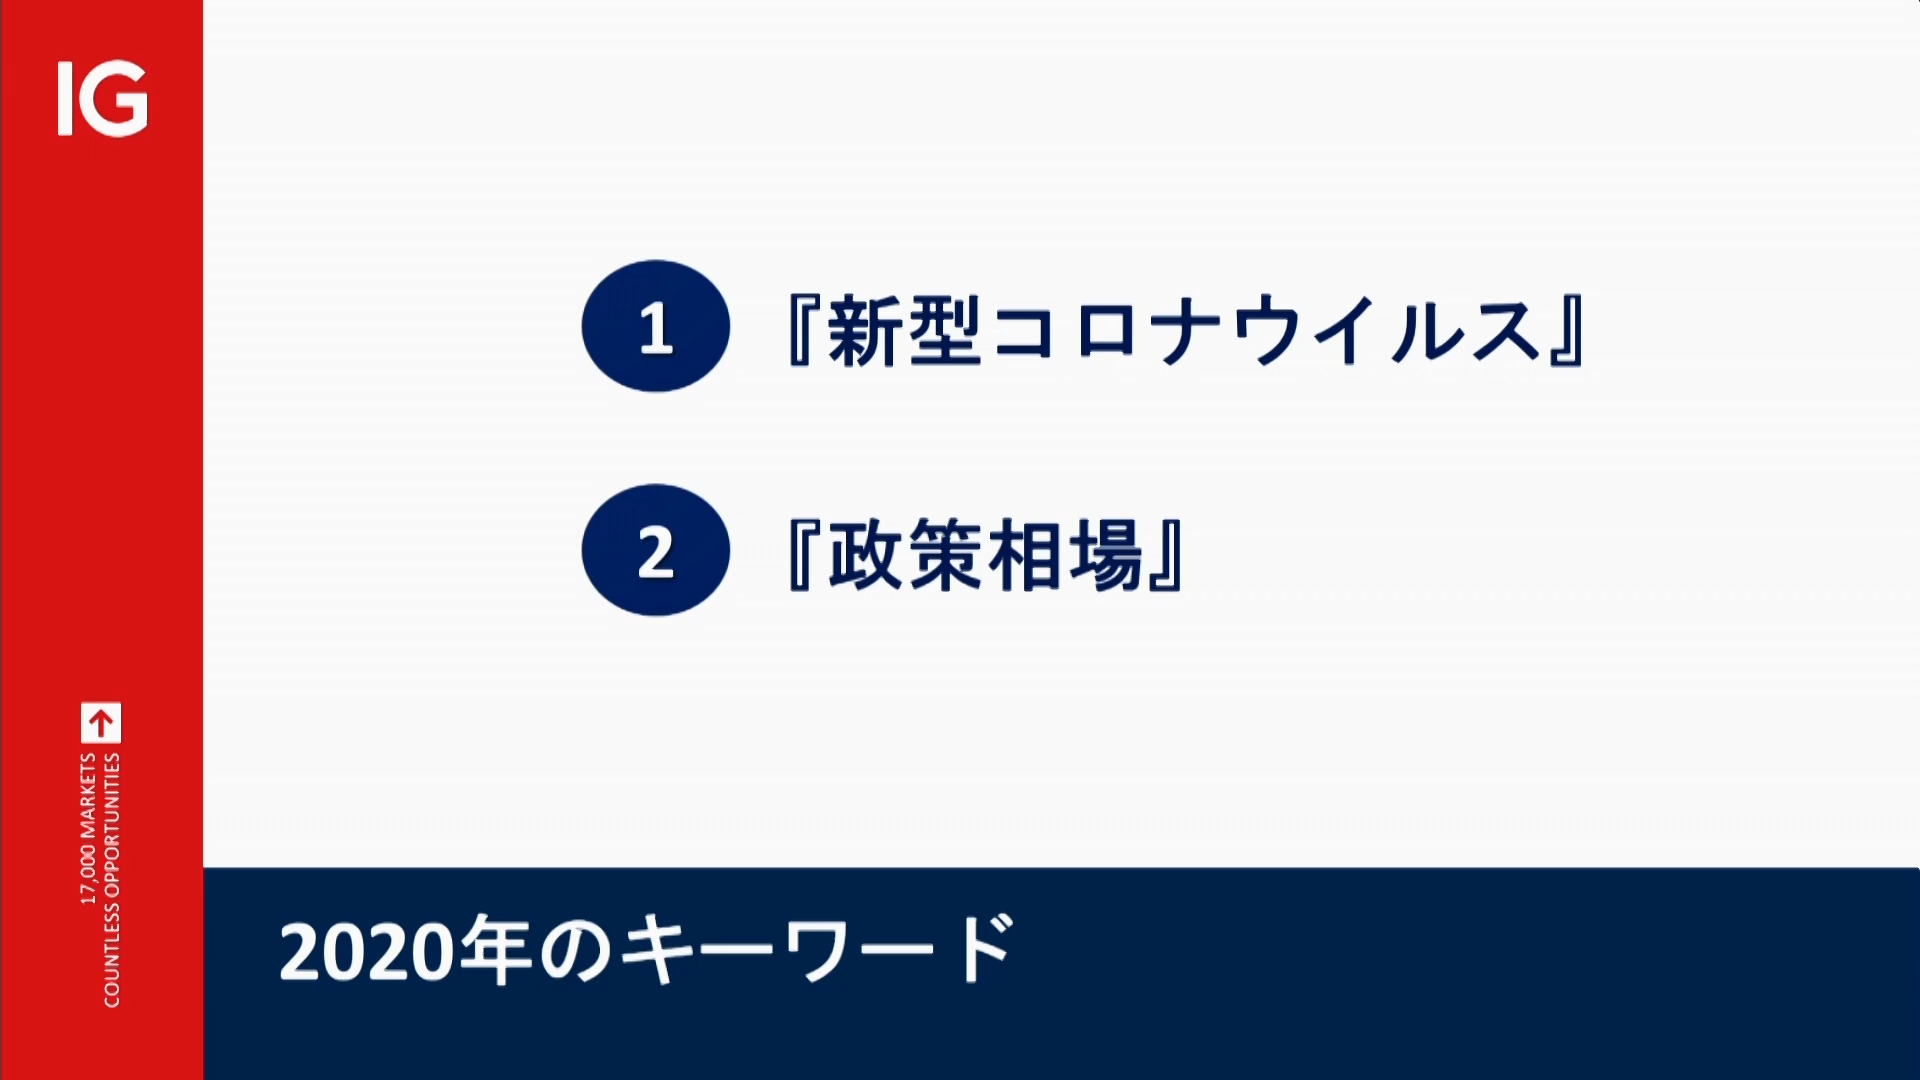 IG
1 『新型コロナウイルス』
2 『政策相場』
17,000 MARKETS
COUNTLESS OPPORTUNITIES
2020年のキーワード